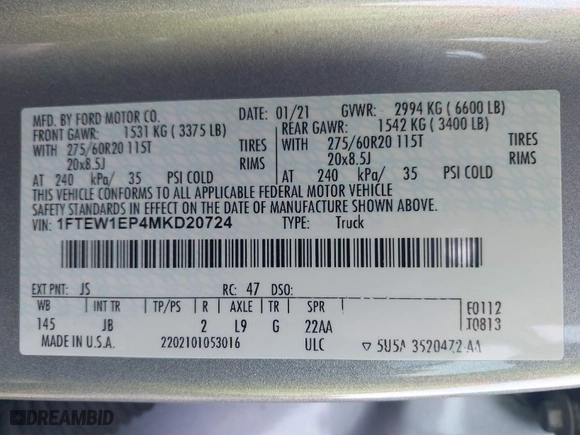 MFD. BY FORD MOTOR CO.
DATE: 01/21 GVWR: 2994 KG ( 6600 LB)
FRONT GAWR: 1531 KG ( 3375 LB) REAR GAWR: 1542 KG ( 3400 LB)
WITH 275/60R20 115T TIRES WITH 275/60R20 115T TIRES
20x8.5J RIMS 20x8.5J RIMS
AT 240 kPa/ 35 PSI COLD AT 240 kPa/ 35 PSI COLD
THIS VEHICLE CONFORMS TO ALL APPLICABLE FEDERAL MOTOR VEHICLE
SAFETY STANDARDS IN EFFECT ON THE DATE OF MANUFACTURE SHOWN ABOVE.
VIN: 1FTEW1EP4MKD20724 TYPE: Truck
EXT PNT: JS RC: 47 DSO:
WB INT TR TP/PS R AXLE TR SPR
145 JB 2 L9 G 22AA
F0112
T0813
MADE IN U.S.A. 2202101053016 ULC ▽ 5U5A 3520472 AA
DREAMBID